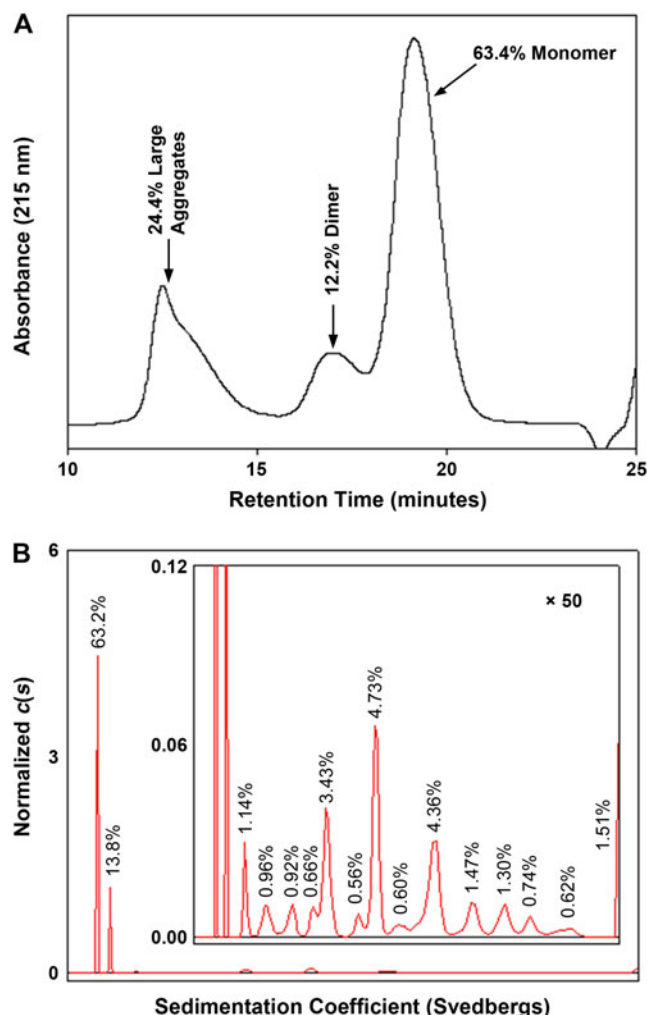 A
63.4% Monomer
24.4% Large
Aggregates
12.2% Dimer
Absorbance (215 nm)
10
15
20
25
Retention Time (minutes)
B
6
3
0
Normalized c(s)
63.2%
13.8%
0.12
0.06
0.00
× 50
1.14%
0.96%
0.92%
0.66%
3.43%
0.56%
4.73%
0.60%
4.36%
1.47%
1.30%
0.74%
0.62%
1.51%
Sedimentation Coefficient (Svedbergs)